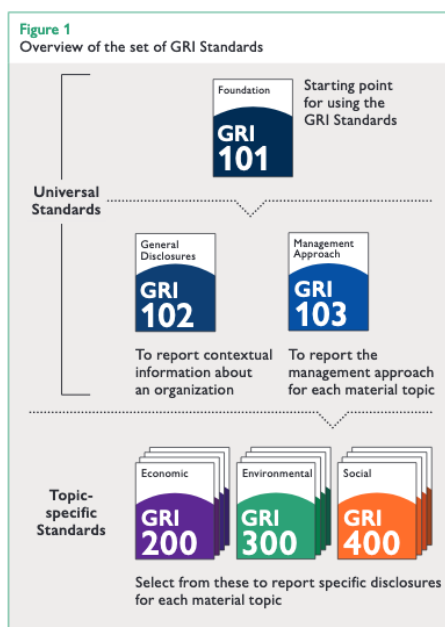 Figure 1
Overview of the set of GRI Standards
Foundation
GRI
101
Starting point
for using the
GRI Standards
Universal
Standards
General
Disclosures
GRI
102
Management
Approach
GRI
103
To report contextual
information about
an organization
To report the
management approach
for each material topic
Topic-
specific
Standards
Economic
GRI
200
Environmental
GRI
300
Social
GRI
400
Select from these to report specific disclosures
for each material topic